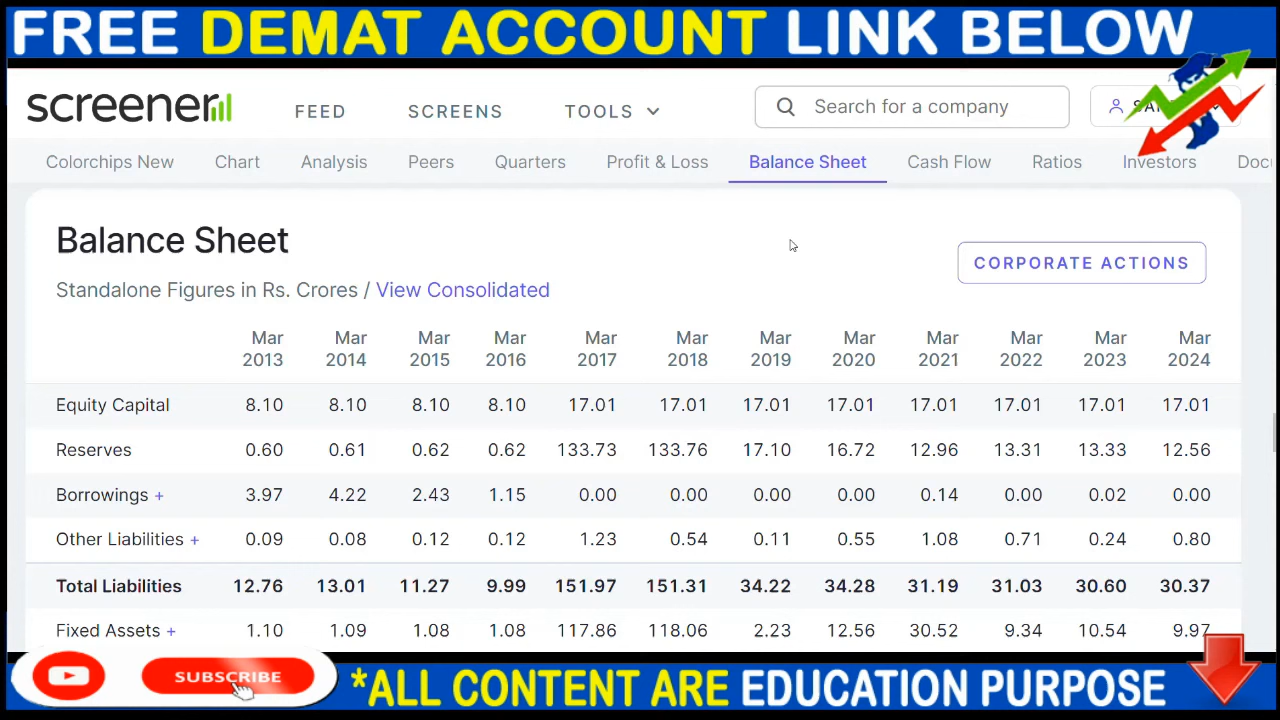 FREE DEMAT ACCOUNT LINK BELOW
screener
FEED SCREENS TOOLS Search for a company
Colorchips New Chart Analysis Peers Quarters Profit & Loss Balance Sheet Cash Flow Ratios Investors
Balance Sheet
CORPORATE ACTIONS
Standalone Figures in Rs. Crores / View Consolidated
Mar 2013 Mar 2014 Mar 2015 Mar 2016 Mar 2017 Mar 2018 Mar 2019 Mar 2020 Mar 2021 Mar 2022 Mar 2023 Mar 2024
Equity Capital 8.10 8.10 8.10 8.10 17.01 17.01 17.01 17.01 17.01 17.01 17.01 17.01
Reserves 0.60 0.61 0.62 0.62 133.73 133.76 17.10 16.72 12.96 13.31 13.33 12.56
Borrowings + 3.97 4.22 2.43 1.15 0.00 0.00 0.00 0.00 0.14 0.00 0.02 0.00
Other Liabilities + 0.09 0.08 0.12 0.12 1.23 0.54 0.11 0.55 1.08 0.71 0.24 0.80
Total Liabilities 12.76 13.01 11.27 9.99 151.97 151.31 34.22 34.28 31.19 31.03 30.60 30.37
Fixed Assets + 1.10 1.09 1.08 1.08 117.86 118.06 2.23 12.56 30.52 9.34 10.54 9.97
SUBSCRIBE
*ALL CONTENT ARE EDUCATION PURPOSE